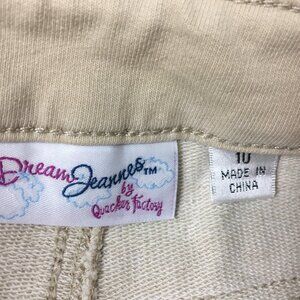 Dream Jeannes™
by
Quacker Factory
10
MADE IN
CHINA